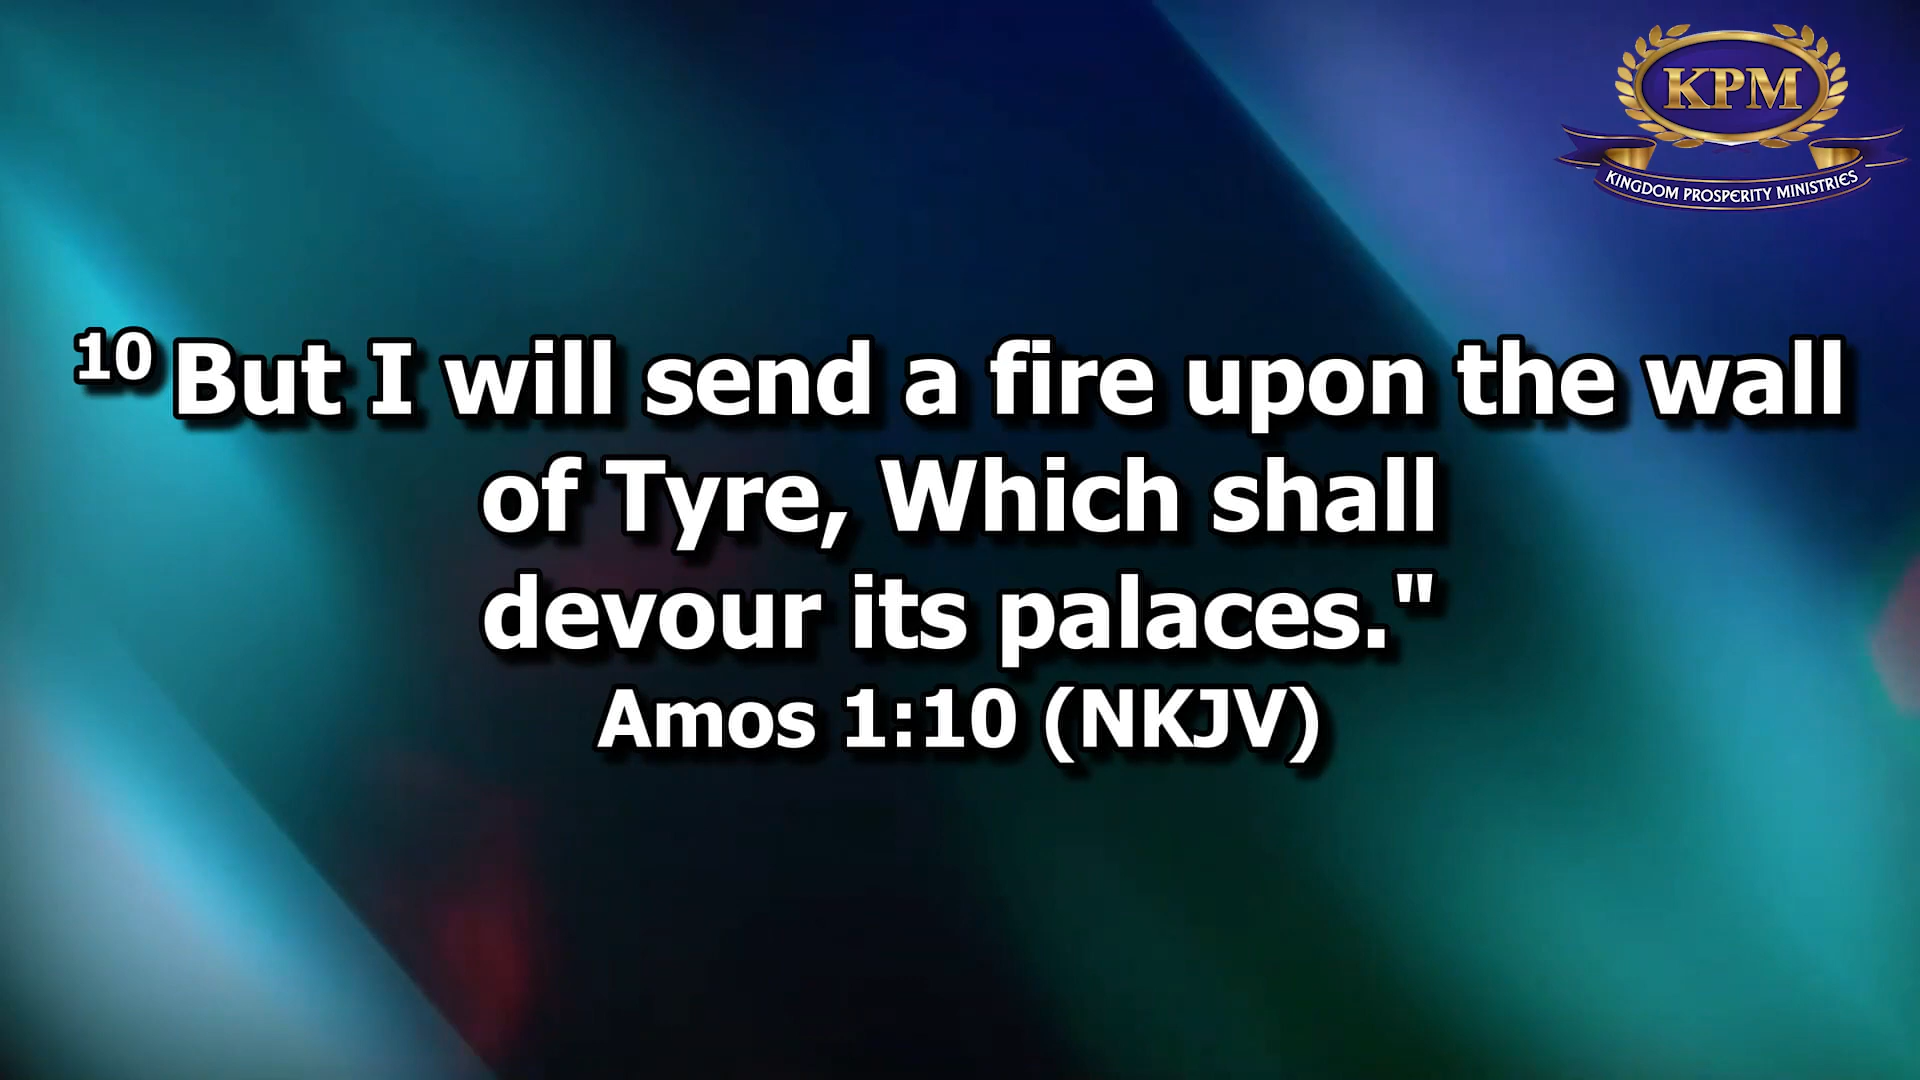 KPM
KINGDOM PROSPERITY MINISTRIES
10 But I will send a fire upon the wall
of Tyre, Which shall
devour its palaces."
Amos 1:10 (NKJV)